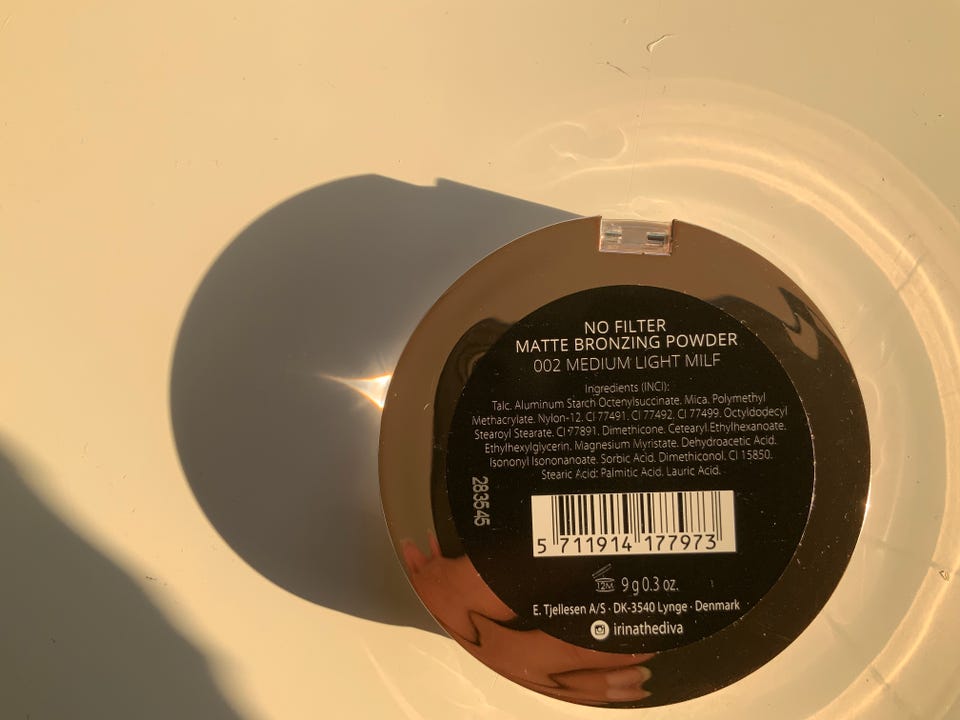 NO FILTER
MATTE BRONZING POWDER
002 MEDIUM LIGHT MILF
Ingredients (INCI):
Talc. Aluminum Starch Octenylsuccinate. Mica. Polymethyl
Methacrylate. Nylon-12. CI 77491. CI 77492. CI 77499. Octyldodecyl
Stearoyl Stearate. CI 77891. Dimethicone. Cetearyl Ethylhexanoate.
Ethylhexylglycerin. Magnesium Myristate. Dehydroacetic Acid.
Isononyl Isononanoate. Sorbic Acid. Dimethiconol. CI 15850.
Stearic Acid: Palmitic Acid. Lauric Acid.
283545
5 711914 177973
12M 9 g 0.3 oz.
E. Tjellesen A/S · DK-3540 Lynge · Denmark
irinathediva